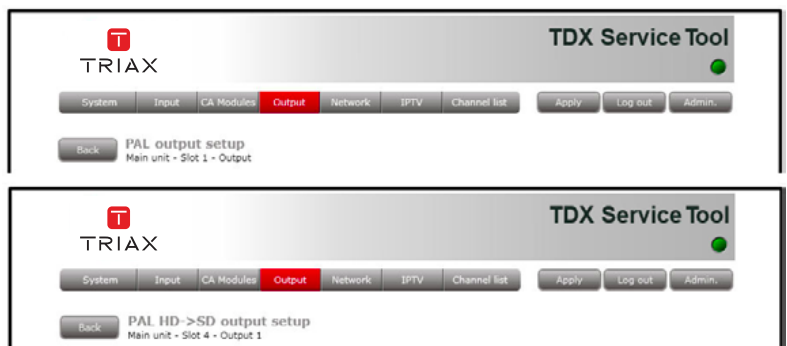 TDX Service Tool
T
TRIAX
System Input CA Modules Output Network IPTV Channel list Apply Log out Admin.
Back PAL output setup
Main unit - Slot 1 - Output
TDX Service Tool
T
TRIAX
System Input CA Modules Output Network IPTV Channel list Apply Log out Admin.
Back PAL HD->SD output setup
Main unit - Slot 4 - Output 1